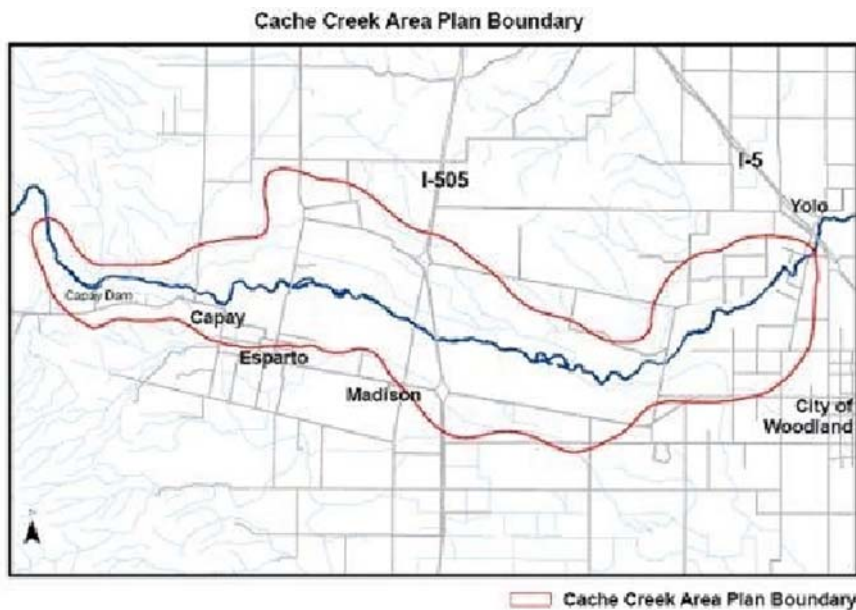 Cache Creek Area Plan Boundary
I-505
I-5
Yolo
Capay Dam
Capay
Esparto
Madison
City of
Woodland
Cache Creek Area Plan Boundary